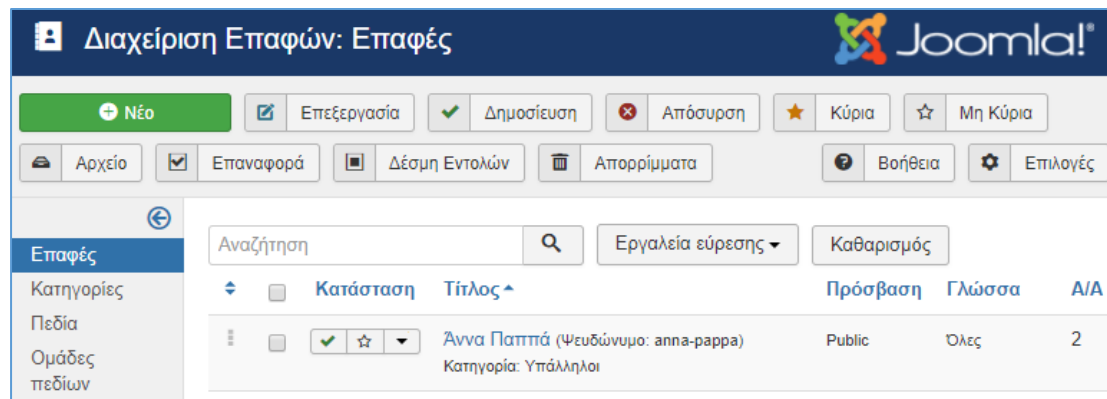 Διαχείριση Επαφών: Επαφές Joomla!®
Νέο Επεξεργασία Δημοσίευση Απόσυρση Κύρια Μη Κύρια
Αρχείο Επαναφορά Δέσμη Εντολών Απορρίμματα Βοήθεια Επιλογές
Επαφές
Κατηγορίες
Πεδία
Ομάδες
πεδίων
Αναζήτηση Εργαλεία εύρεσης Καθαρισμός
Κατάσταση Τίτλος Πρόσβαση Γλώσσα Α/Α
Άννα Παππά (Ψευδώνυμο: anna-pappa) Public Όλες 2
Κατηγορία: Υπάλληλοι